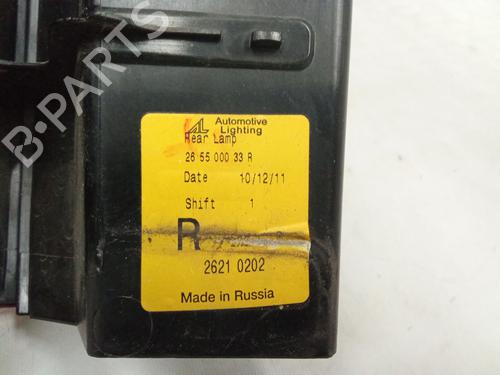 B-PARTS
AL Automotive
Lighting
Rear Lamp
26 55 000 33 R
Date 10/12/11
Shift 1
R
2621 0202
Made in Russia